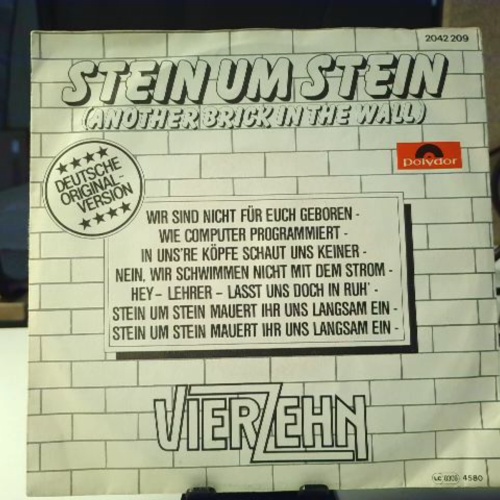 2042 209
STEIN UM STEIN
(ANOTHER BRICK IN THE WALL)
polydor
★★★★
DEUTSCHE
ORIGINAL-
VERSION
★★★★
WIR SIND NICHT FÜR EUCH GEBOREN -
WIE COMPUTER PROGRAMMIERT -
IN UNS'RE KÖPFE SCHAUT UNS KEINER -
NEIN, WIR SCHWIMMEN NICHT MIT DEM STROM -
HEY - LEHRER - LASST UNS DOCH IN RUH' -
STEIN UM STEIN MAUERT IHR UNS LANGSAM EIN -
STEIN UM STEIN MAUERT IHR UNS LANGSAM EIN -
VIERZEHN
LC 4580